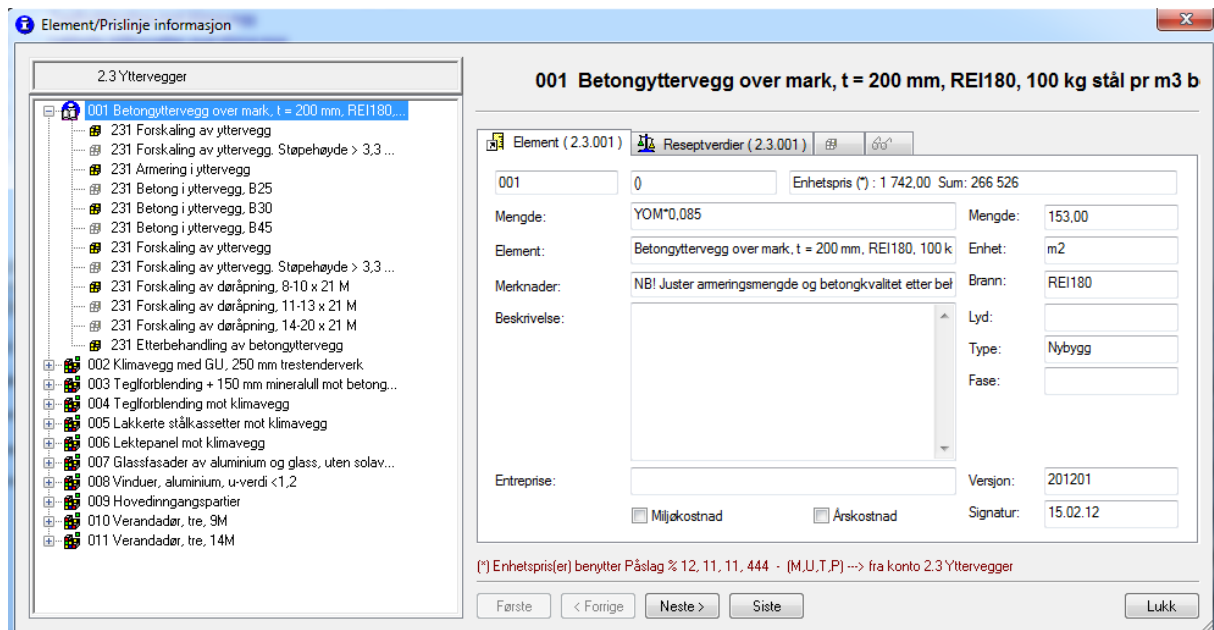 Element/Prislinje informasjon
2.3 Yttervegger
001 Betongyttervegg over mark, t = 200 mm, REI180,...
231 Forskaling av yttervegg
231 Forskaling av yttervegg. Støpehøyde > 3,3 ...
231 Armering i yttervegg
231 Betong i yttervegg, B25
231 Betong i yttervegg, B30
231 Betong i yttervegg, B45
231 Forskaling av yttervegg
231 Forskaling av yttervegg. Støpehøyde > 3,3 ...
231 Forskaling av døråpning, 8-10 x 21 M
231 Forskaling av døråpning, 11-13 x 21 M
231 Forskaling av døråpning, 14-20 x 21 M
231 Etterbehandling av betongyttervegg
002 Klimavegg med GU, 250 mm trestenderverk
003 Teglforblending + 150 mm mineralull mot betong...
004 Teglforblending mot klimavegg
005 Lakkerte stålkassetter mot klimavegg
006 Lektepanel mot klimavegg
007 Glassfasader av aluminium og glass, uten solav...
008 Vinduer, aluminium, u-verdi <1,2
009 Hovedinngangspartier
010 Verandadør, tre, 9M
011 Verandadør, tre, 14M
001 Betongyttervegg over mark, t = 200 mm, REI180, 100 kg stål pr m3 b
Element ( 2.3.001 ) Reseptverdier ( 2.3.001 )
001 () Enhetspris (*) : 1 742,00 Sum: 266 526
Mengde: YOM*0,085 Mengde: 153,00
Element: Betongyttervegg over mark, t = 200 mm, REI180, 100 k Enhet: m2
Merknader: NB! Juster armeringsmengde og betongkvalitet etter beh Brann: REI180
Beskrivelse: Lyd:
Type: Nybygg
Fase:
Entreprise: Versjon: 201201
Miljøkostnad Årskostnad Signatur: 15.02.12
(*) Enhetspris(er) benytter Påslag % 12, 11, 11, 444 - (M,U,T,P) ---> fra konto 2.3 Yttervegger
Første < Forrige Neste > Siste Lukk